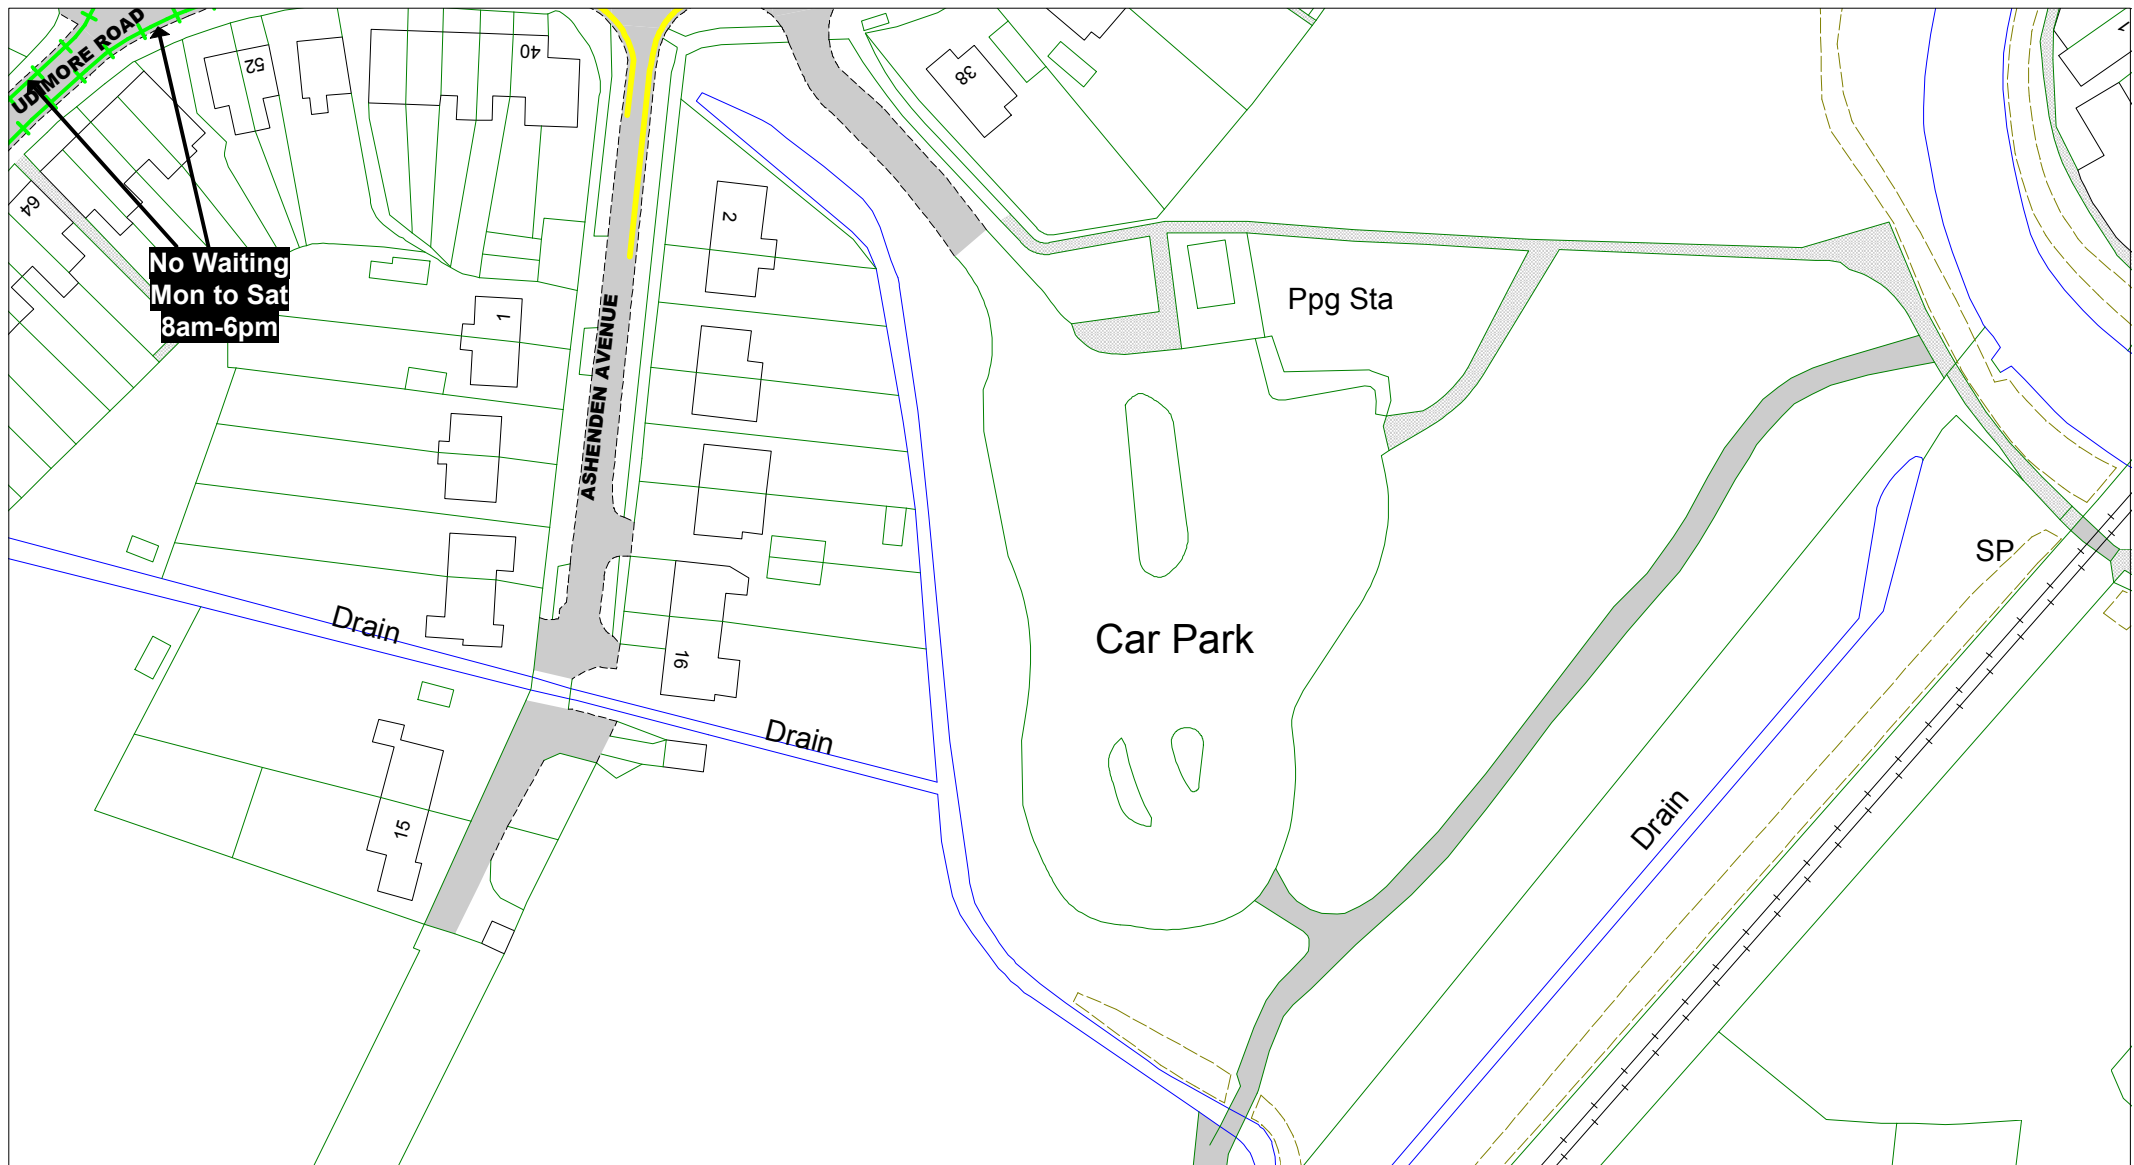 UDIMORE ROAD
52
40
38
64
2
No Waiting
Mon to Sat
8am-6pm
1
Ppg Sta
ASHENDEN AVENUE
SP
Drain
Car Park
16
Drain
Drain
15